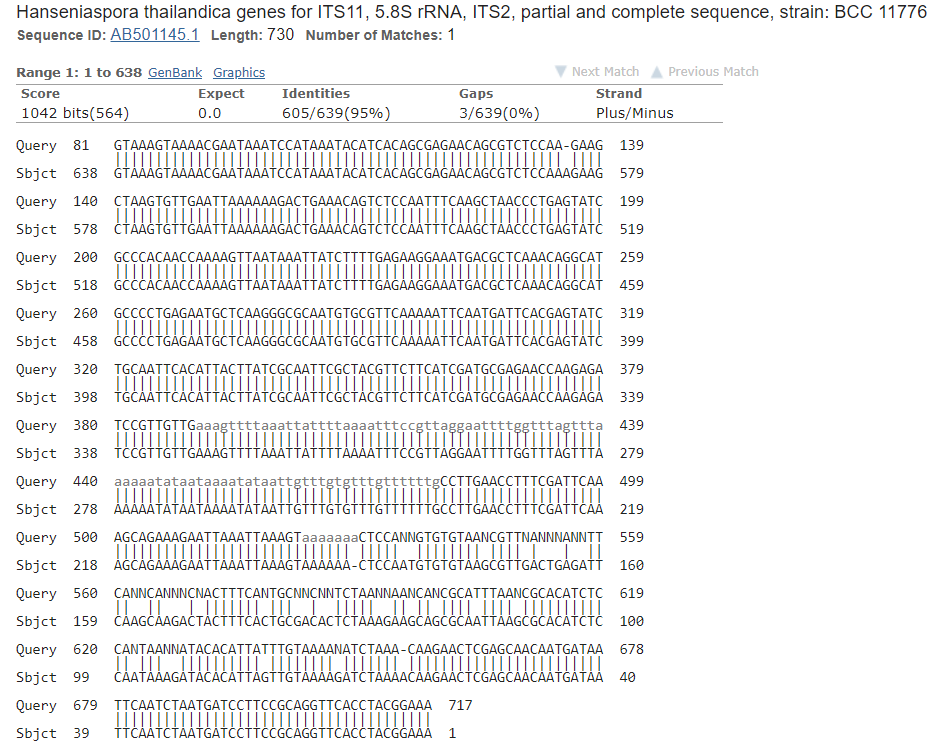 Hanseniaspora thailandica genes for ITS11, 5.8S rRNA, ITS2, partial and complete sequence, strain: BCC 11776
Sequence ID: AB501145.1 Length: 730 Number of Matches: 1
Range 1: 1 to 638 GenBank Graphics Next Match Previous Match
Score Expect Identities Gaps Strand
1042 bits(564) 0.0 605/639(95%) 3/639(0%) Plus/Minus
Query 81 GTAAAGTAAAACGAATAAATCCATAAATACATCACAGCGAGAACAGCGTCTCCAA-GAAG 139
Sbjct 638 GTAAAGTAAAACGAATAAATCCATAAATACATCACAGCGAGAACAGCGTCTCCAAAGAAG 579
Query 140 CTAAGTGTTGAATTAAAAAAGACTGAAACAGTCTCCAATTTCAAGCTAACCCTGAGTATC 199
Sbjct 578 CTAAGTGTTGAATTAAAAAAGACTGAAACAGTCTCCAATTTCAAGCTAACCCTGAGTATC 519
Query 200 GCCCACAACCAAAAGTTAATAAATTATCTTTTGAGAAGGAAATGACGCTCAAACAGGCAT 259
Sbjct 518 GCCCACAACCAAAAGTTAATAAATTATCTTTTGAGAAGGAAATGACGCTCAAACAGGCAT 459
Query 260 GCCCCTGAGAATGCTCAAGGGCGCAATGTGCGTTCAAAAATTCAATGATTCACGAGTATC 319
Sbjct 458 GCCCCTGAGAATGCTCAAGGGCGCAATGTGCGTTCAAAAATTCAATGATTCACGAGTATC 399
Query 320 TGCAATTCACATTACTTATCGCAATTCGCTACGTTCTTCATCGATGCGAGAACCAAGAGA 379
Sbjct 398 TGCAATTCACATTACTTATCGCAATTCGCTACGTTCTTCATCGATGCGAGAACCAAGAGA 339
Query 380 TCCGTTGTTGaaagttttaaattattttaaaatttccgttaggaattttggtttagttta 439
Sbjct 338 TCCGTTGTTGAAAGTTTTAAATTATTTTAAAATTTCCGTTAGGAATTTTGGTTTAGTTTA 279
Query 440 aaaaatataataaaatataattgtttgtgtttgttttttgCCTTGAACCTTTCGATTCAA 499
Sbjct 278 AAAAATATAATAAAATATAATTGTTTGTGTTTGTTTTTTGCCTTGAACCTTTCGATTCAA 219
Query 500 AGCAGAAAGAATTAAATTAAAGTaaaaaaaCTCCANNGTGTGTAANCGTTNANNNANNTT 559
Sbjct 218 AGCAGAAAGAATTAAATTAAAGTAAAAAA-CTCCAATGTGTGTAAGCGTTGACTGAGATT 160
Query 560 CANNCANNNCNACTTTCANTGCNNCNNTCTAANNAANCANCGCATTTAANCGCACATCTC 619
Sbjct 159 CAAGCAAGACTACTTTCACTGCGACACTCTAAAGAAGCAGCGCAATTAAGCGCACATCTC 100
Query 620 CANTAANNATACACATTATTTGTAAAANATCTAAA-CAAGAACTCGAGCAACAATGATAA 678
Sbjct 99 CAATAAAGATACACATTAGTTGTAAAAGATCTAAAACAAGAACTCGAGCAACAATGATAA 40
Query 679 TTCAATCTAATGATCCTTCCGCAGGTTCACCTACGGAAA 717
Sbjct 39 TTCAATCTAATGATCCTTCCGCAGGTTCACCTACGGAAA 1